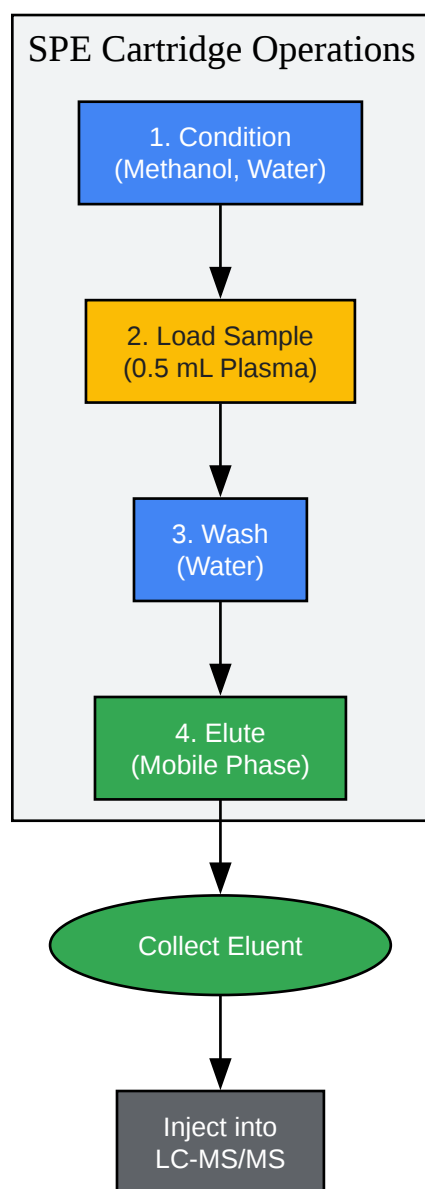 SPE Cartridge Operations
1. Condition
(Methanol, Water)
2. Load Sample
(0.5 mL Plasma)
3. Wash
(Water)
4. Elute
(Mobile Phase)
Collect Eluent
Inject into
LC-MS/MS